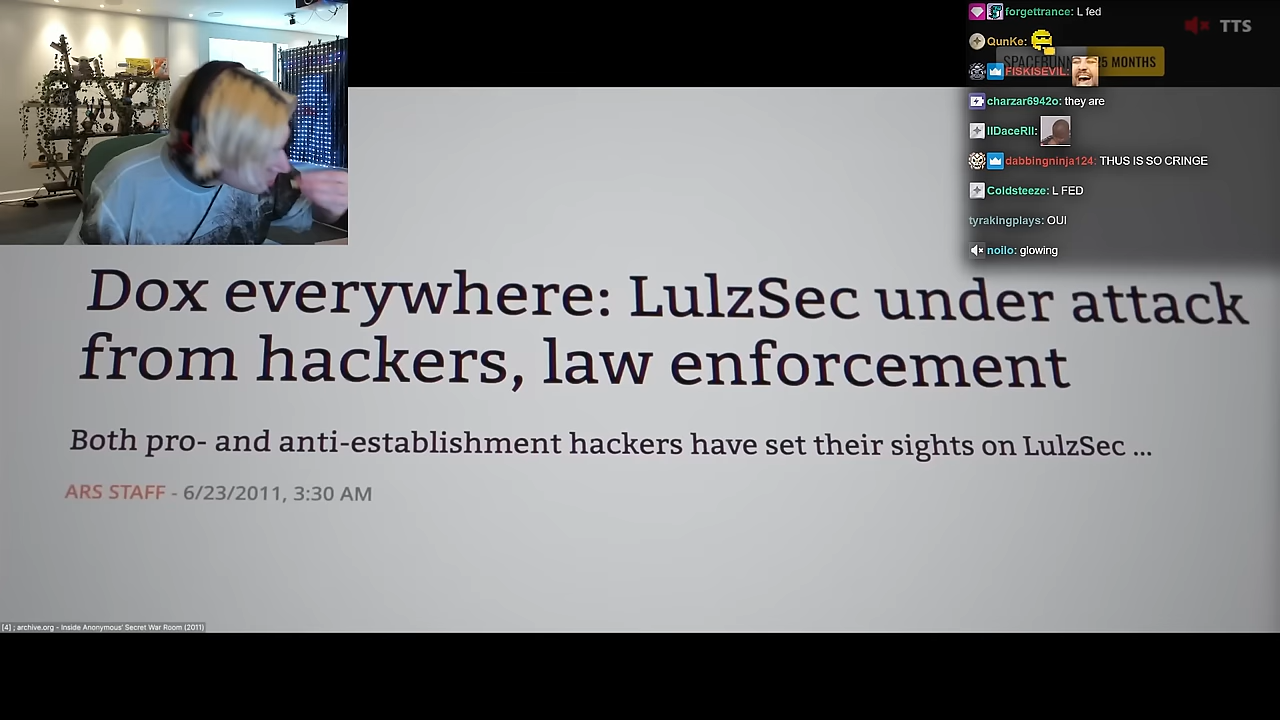 forgettrance: L fed
TTS
QunKe:
5 MONTHS
FISKISEVIL:
charzar6942o: they are
dabbingninja124: THUS IS SO CRINGE
Coldsteeze: L FED
tyrakingplays: OUI
noilo: glowing
Dox everywhere: LulzSec under attack
from hackers, law enforcement
Both pro- and anti-establishment hackers have set their sights on LulzSec ...
ARS STAFF - 6/23/2011, 3:30 AM
[4] ; archive.org - Inside Anonymous' Secret War Room (2011)